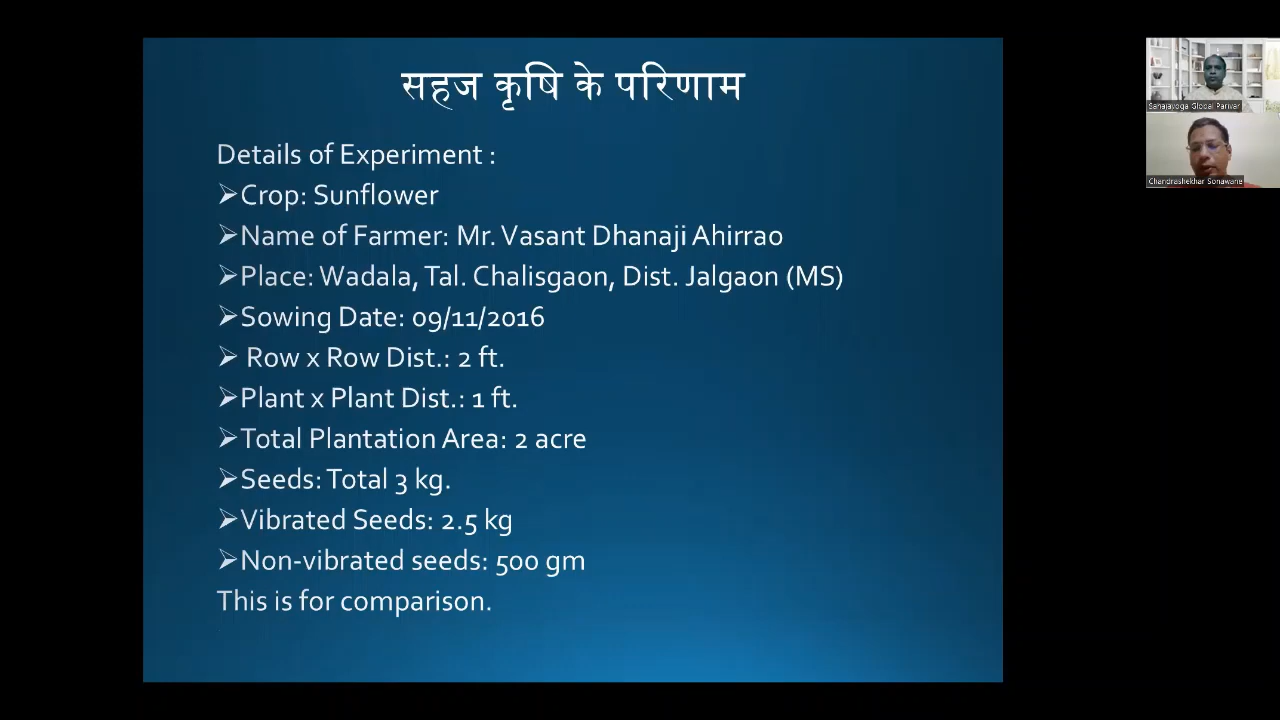 सहज कृषि के परिणाम
Details of Experiment :
➢Crop: Sunflower
➢Name of Farmer: Mr. Vasant Dhanaji Ahirrao
➢Place: Wadala, Tal. Chalisgaon, Dist. Jalgaon (MS)
➢Sowing Date: 09/11/2016
➢ Row x Row Dist.: 2 ft.
➢Plant x Plant Dist.: 1 ft.
➢Total Plantation Area: 2 acre
➢Seeds: Total 3 kg.
➢Vibrated Seeds: 2.5 kg
➢Non-vibrated seeds: 500 gm
This is for comparison.
Sahajayoga Global Parivar
Chandrashekhar Sonawane